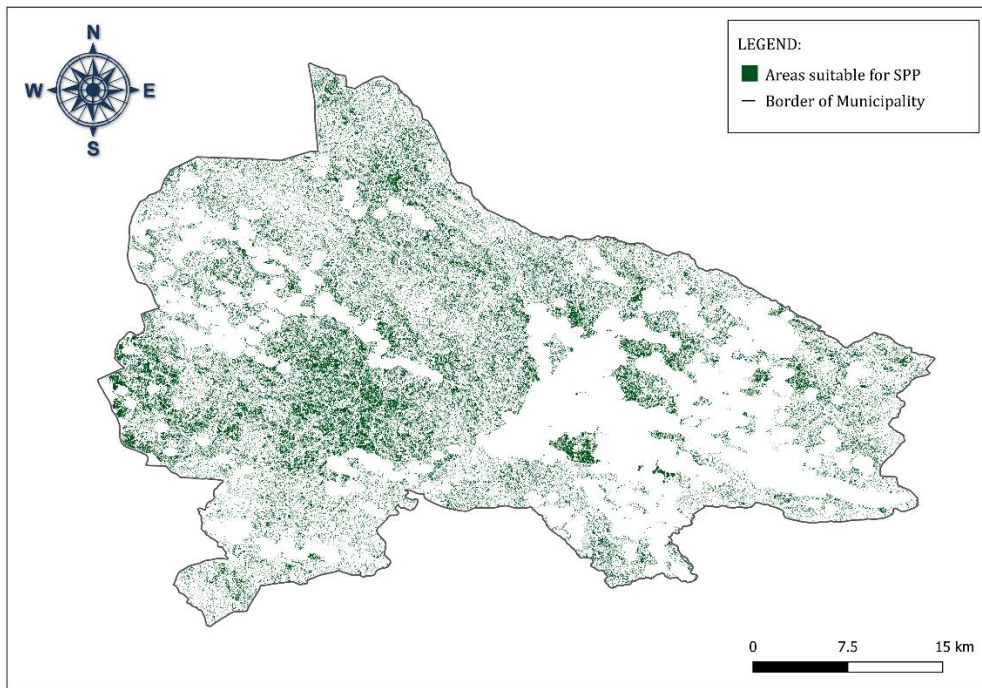 N
W E
S
LEGEND:
Areas suitable for SPP
Border of Municipality
0 7.5 15 km